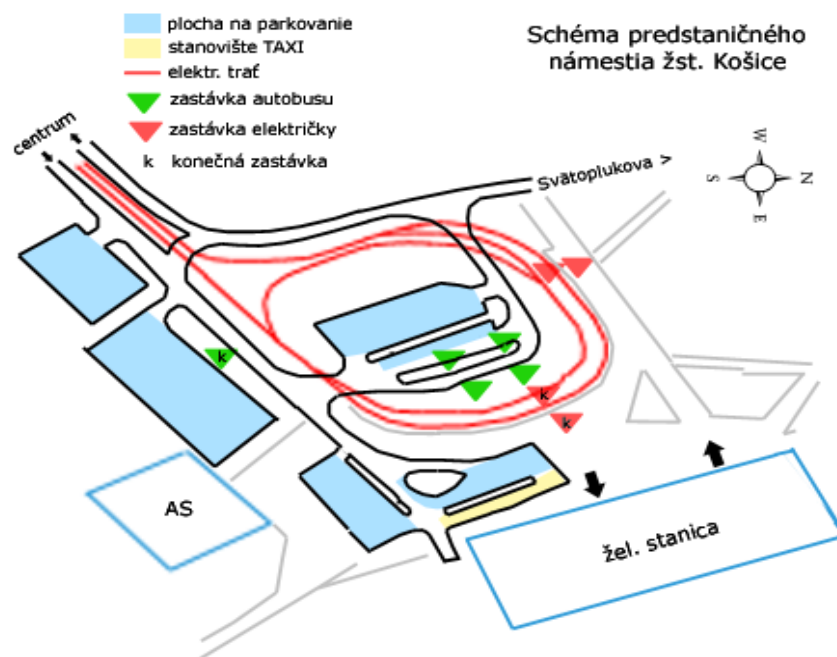 plocha na parkovanie
stanovište TAXI
elektr. trať
zastávka autobusu
zastávka električky
k konečná zastávka
Schéma predstaničného
námestia žst. Košice
centrum
Svätoplukova >
W
N
S
E
k
k
k
AS
žel. stanica